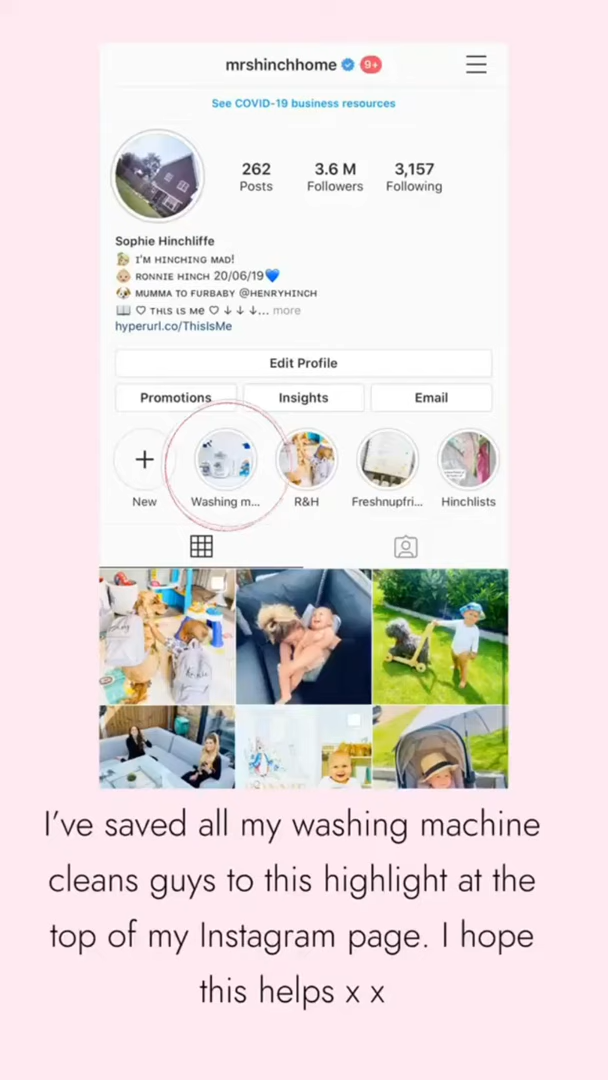 mrshinchhome 9+
See COVID-19 business resources
262 3.6 M 3,157
Posts Followers Following
Sophie Hinchliffe
I'M HINCHING MAD!
RONNIE HINCH 20/06/19💙
MUMMA TO FURBABY @HENRYHINCH
📖 ♡ THIS IS ME ♡ ↓ ↓ ↓... more
hyperurl.co/ThisIsMe
Edit Profile
Promotions Insights Email
New Washing m... R&H Freshnupfri... Hinchlists
I've saved all my washing machine
cleans guys to this highlight at the
top of my Instagram page. I hope
this helps x x